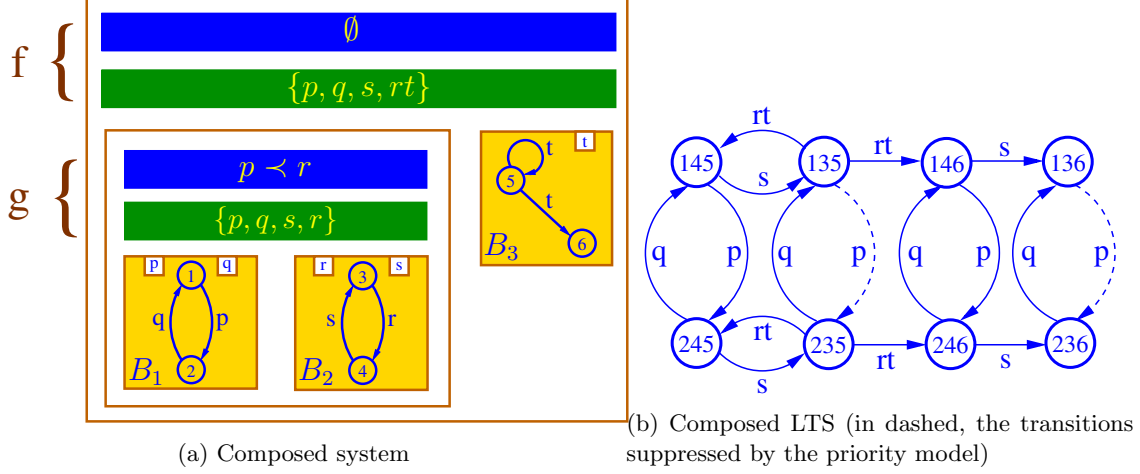 f {
∅
{p, q, s, rt}
g {
p ≺ r
{p, q, s, r}
t
t
5
t
6
B₃
p
q
1
q
p
2
B₁
r
s
3
s
r
4
B₂
(a) Composed system
rt
145
135
rt
146
s
136
s
q
p
q
p
q
p
q
p
245
rt
235
rt
246
s
236
s
(b) Composed LTS (in dashed, the transitions
suppressed by the priority model)